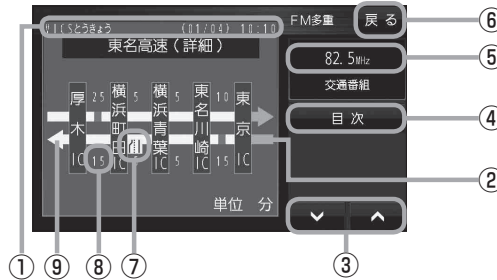 VICSとうきょう (01/04) 10:10
FM多重
戻る
東名高速(詳細)
82.5MHz
交通番組
目次
厚木IC
25
横浜町田IC
5
横浜青葉IC
5
東名川崎IC
10
東京IC
15
5
15
単位 分
①
⑨
⑧
⑦
③
⑥
⑤
④
②